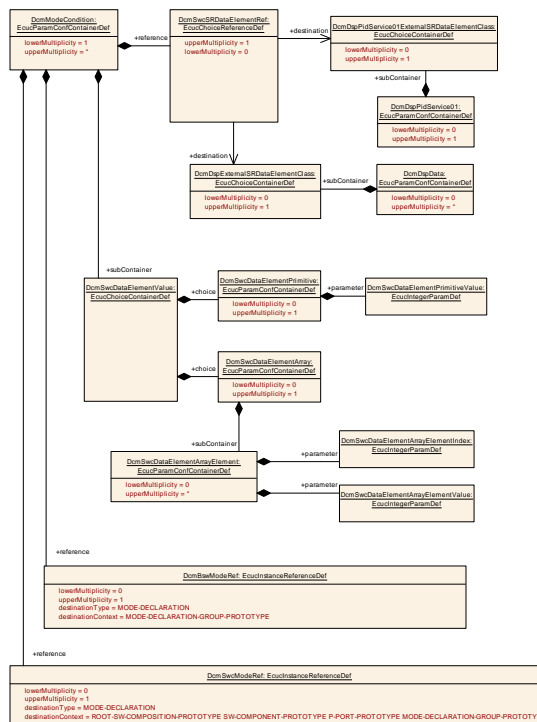 DcmModeCondition:
EcucParamConfContainerDef
lowerMultiplicity = 1
upperMultiplicity = *
+reference
DcmSwcSRDataElementRef:
EcucChoiceReferenceDef
upperMultiplicity = 1
lowerMultiplicity = 0
+destination
DcmDspPidService01ExternalSRDataElementClass:
EcucChoiceContainerDef
lowerMultiplicity = 0
upperMultiplicity = 1
+subContainer
DcmDspPidService01:
EcucParamConfContainerDef
lowerMultiplicity = 0
upperMultiplicity = 1
+destination
DcmDspExternalSRDataElementClass:
EcucChoiceContainerDef
lowerMultiplicity = 0
upperMultiplicity = 1
+subContainer
DcmDspData:
EcucParamConfContainerDef
lowerMultiplicity = 0
upperMultiplicity = *
+subContainer
DcmSwcDataElementValue:
EcucChoiceContainerDef
+choice
DcmSwcDataElementPrimitive:
EcucParamConfContainerDef
lowerMultiplicity = 0
upperMultiplicity = 1
+parameter
DcmSwcDataElementPrimitiveValue:
EcucIntegerParamDef
+choice
DcmSwcDataElementArray:
EcucParamConfContainerDef
lowerMultiplicity = 0
upperMultiplicity = 1
+subContainer
DcmSwcDataElementArrayElement:
EcucParamConfContainerDef
lowerMultiplicity = 0
upperMultiplicity = *
+parameter
DcmSwcDataElementArrayElementIndex:
EcucIntegerParamDef
+parameter
DcmSwcDataElementArrayElementValue:
EcucIntegerParamDef
+reference
DcmBswModeRef: EcucInstanceReferenceDef
lowerMultiplicity = 0
upperMultiplicity = 1
destinationType = MODE-DECLARATION
destinationContext = MODE-DECLARATION-GROUP-PROTOTYPE
+reference
DcmSwcModeRef: EcucInstanceReferenceDef
lowerMultiplicity = 0
upperMultiplicity = 1
destinationType = MODE-DECLARATION
destinationContext = ROOT-SW-COMPOSITION-PROTOTYPE SW-COMPONENT-PROTOTYPE P-PORT-PROTOTYPE MODE-DECLARATION-GROUP-PROTOTY